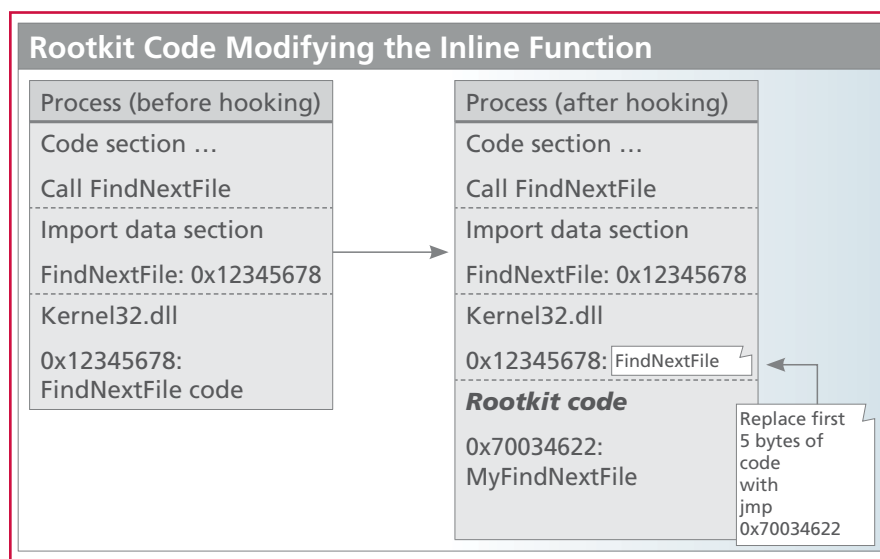 Rootkit Code Modifying the Inline Function
Process (before hooking)
Code section …
Call FindNextFile
Import data section
FindNextFile: 0x12345678
Kernel32.dll
0x12345678:
FindNextFile code
Process (after hooking)
Code section …
Call FindNextFile
Import data section
FindNextFile: 0x12345678
Kernel32.dll
0x12345678: FindNextFile
Rootkit code
0x70034622:
MyFindNextFile
Replace first
5 bytes of
code
with
jmp
0x70034622